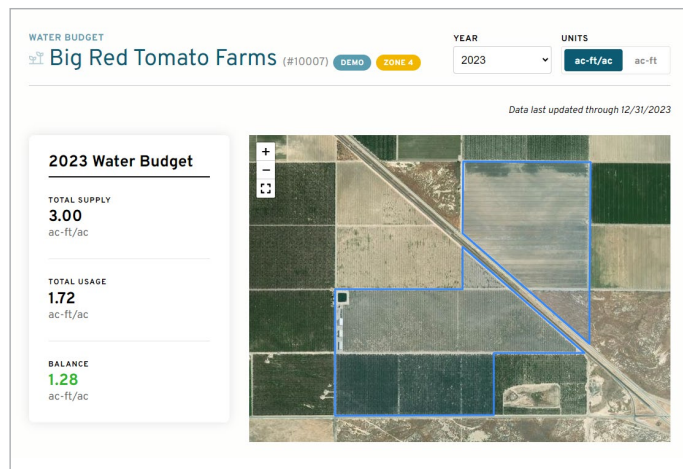 WATER BUDGET
Big Red Tomato Farms (#10007) DEMO ZONE 4
YEAR
2023
UNITS
ac-ft/ac ac-ft
Data last updated through 12/31/2023
2023 Water Budget
TOTAL SUPPLY
3.00
ac-ft/ac
TOTAL USAGE
1.72
ac-ft/ac
BALANCE
1.28
ac-ft/ac
+
−